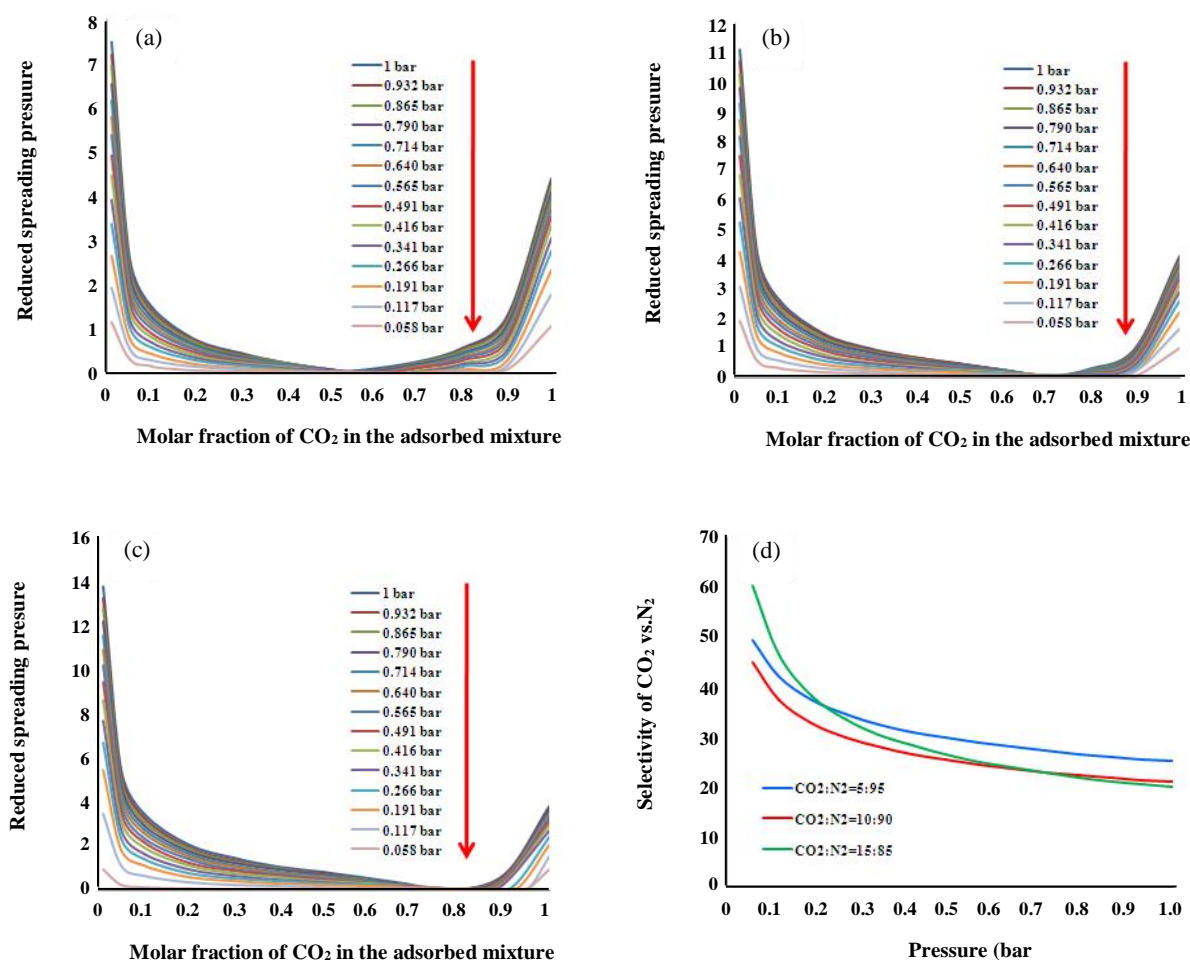 (a)
Reduced spreading presuure
8
7
6
5
4
3
2
1
0
1 bar
0.932 bar
0.865 bar
0.790 bar
0.714 bar
0.640 bar
0.565 bar
0.491 bar
0.416 bar
0.341 bar
0.266 bar
0.191 bar
0.117 bar
0.058 bar
0 0.1 0.2 0.3 0.4 0.5 0.6 0.7 0.8 0.9 1
Molar fraction of CO₂ in the adsorbed mixture
(b)
Reduced spreading pressure
12
11
10
9
8
7
6
5
4
3
2
1
0
1 bar
0.932 bar
0.865 bar
0.790 bar
0.714 bar
0.640 bar
0.565 bar
0.491 bar
0.416 bar
0.341 bar
0.266 bar
0.191 bar
0.117 bar
0.058 bar
0 0.1 0.2 0.3 0.4 0.5 0.6 0.7 0.8 0.9 1
Molar fraction of CO₂ in the adsorbed mixture
(c)
Reduced spreading presure
16
14
12
10
8
6
4
2
0
1 bar
0.932 bar
0.865 bar
0.790 bar
0.714 bar
0.640 bar
0.565 bar
0.491 bar
0.416 bar
0.341 bar
0.266 bar
0.191 bar
0.117 bar
0.058 bar
0 0.1 0.2 0.3 0.4 0.5 0.6 0.7 0.8 0.9 1
Molar fraction of CO₂ in the adsorbed mixture
(d)
Selectivity of CO₂ vs.N₂
70
60
50
40
30
20
10
0
CO2:N2=5:95
CO2:N2=10:90
CO2:N2=15:85
0 0.1 0.2 0.3 0.4 0.5 0.6 0.7 0.8 0.9 1.0
Pressure (bar